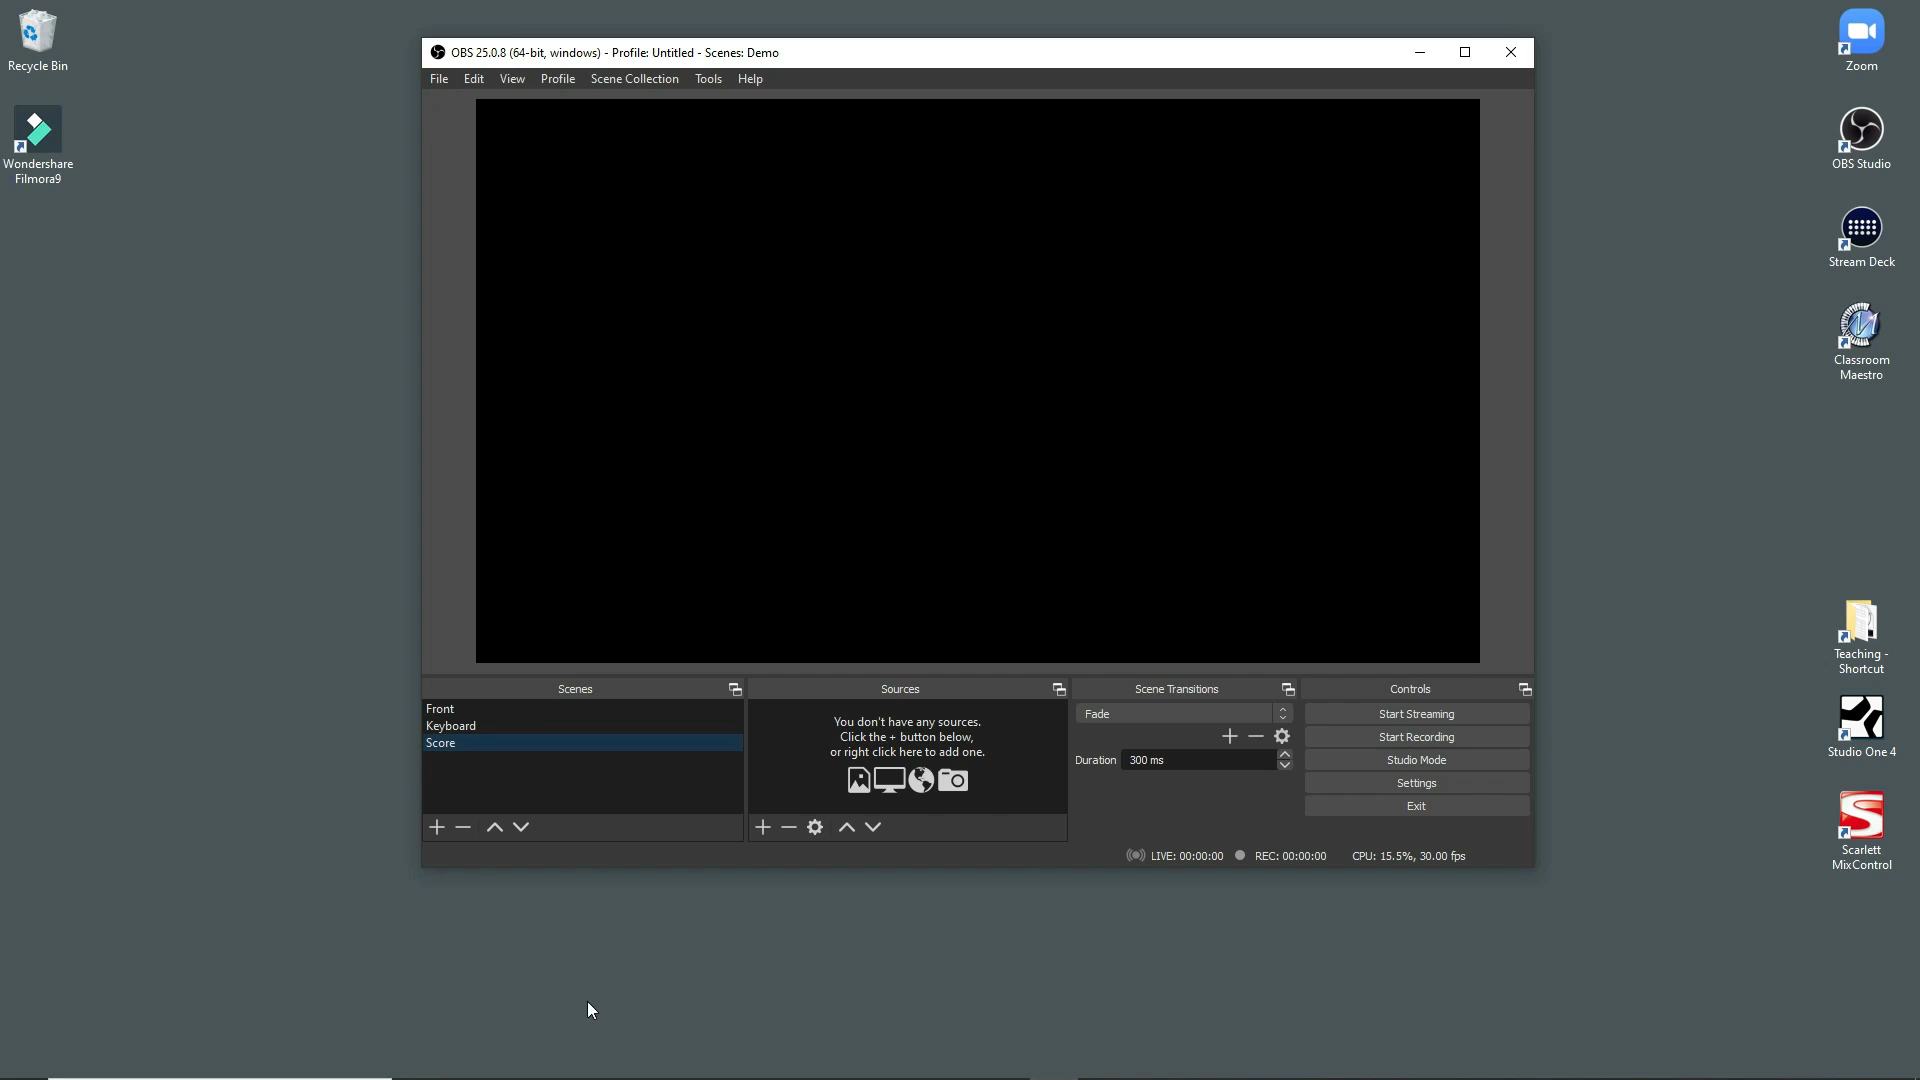 Recycle Bin
Wondershare
Filmora9
OBS 25.0.8 (64-bit, windows) - Profile: Untitled - Scenes: Demo
File Edit View Profile Scene Collection Tools Help
Scenes
Front
Keyboard
Score
Sources
You don't have any sources.
Click the + button below,
or right click here to add one.
Scene Transitions
Fade
Duration 300 ms
Controls
Start Streaming
Start Recording
Studio Mode
Settings
Exit
LIVE: 00:00:00 REC: 00:00:00 CPU: 15.5%, 30.00 fps
Zoom
OBS Studio
Stream Deck
Classroom
Maestro
Teaching -
Shortcut
Studio One 4
Scarlett
MixControl